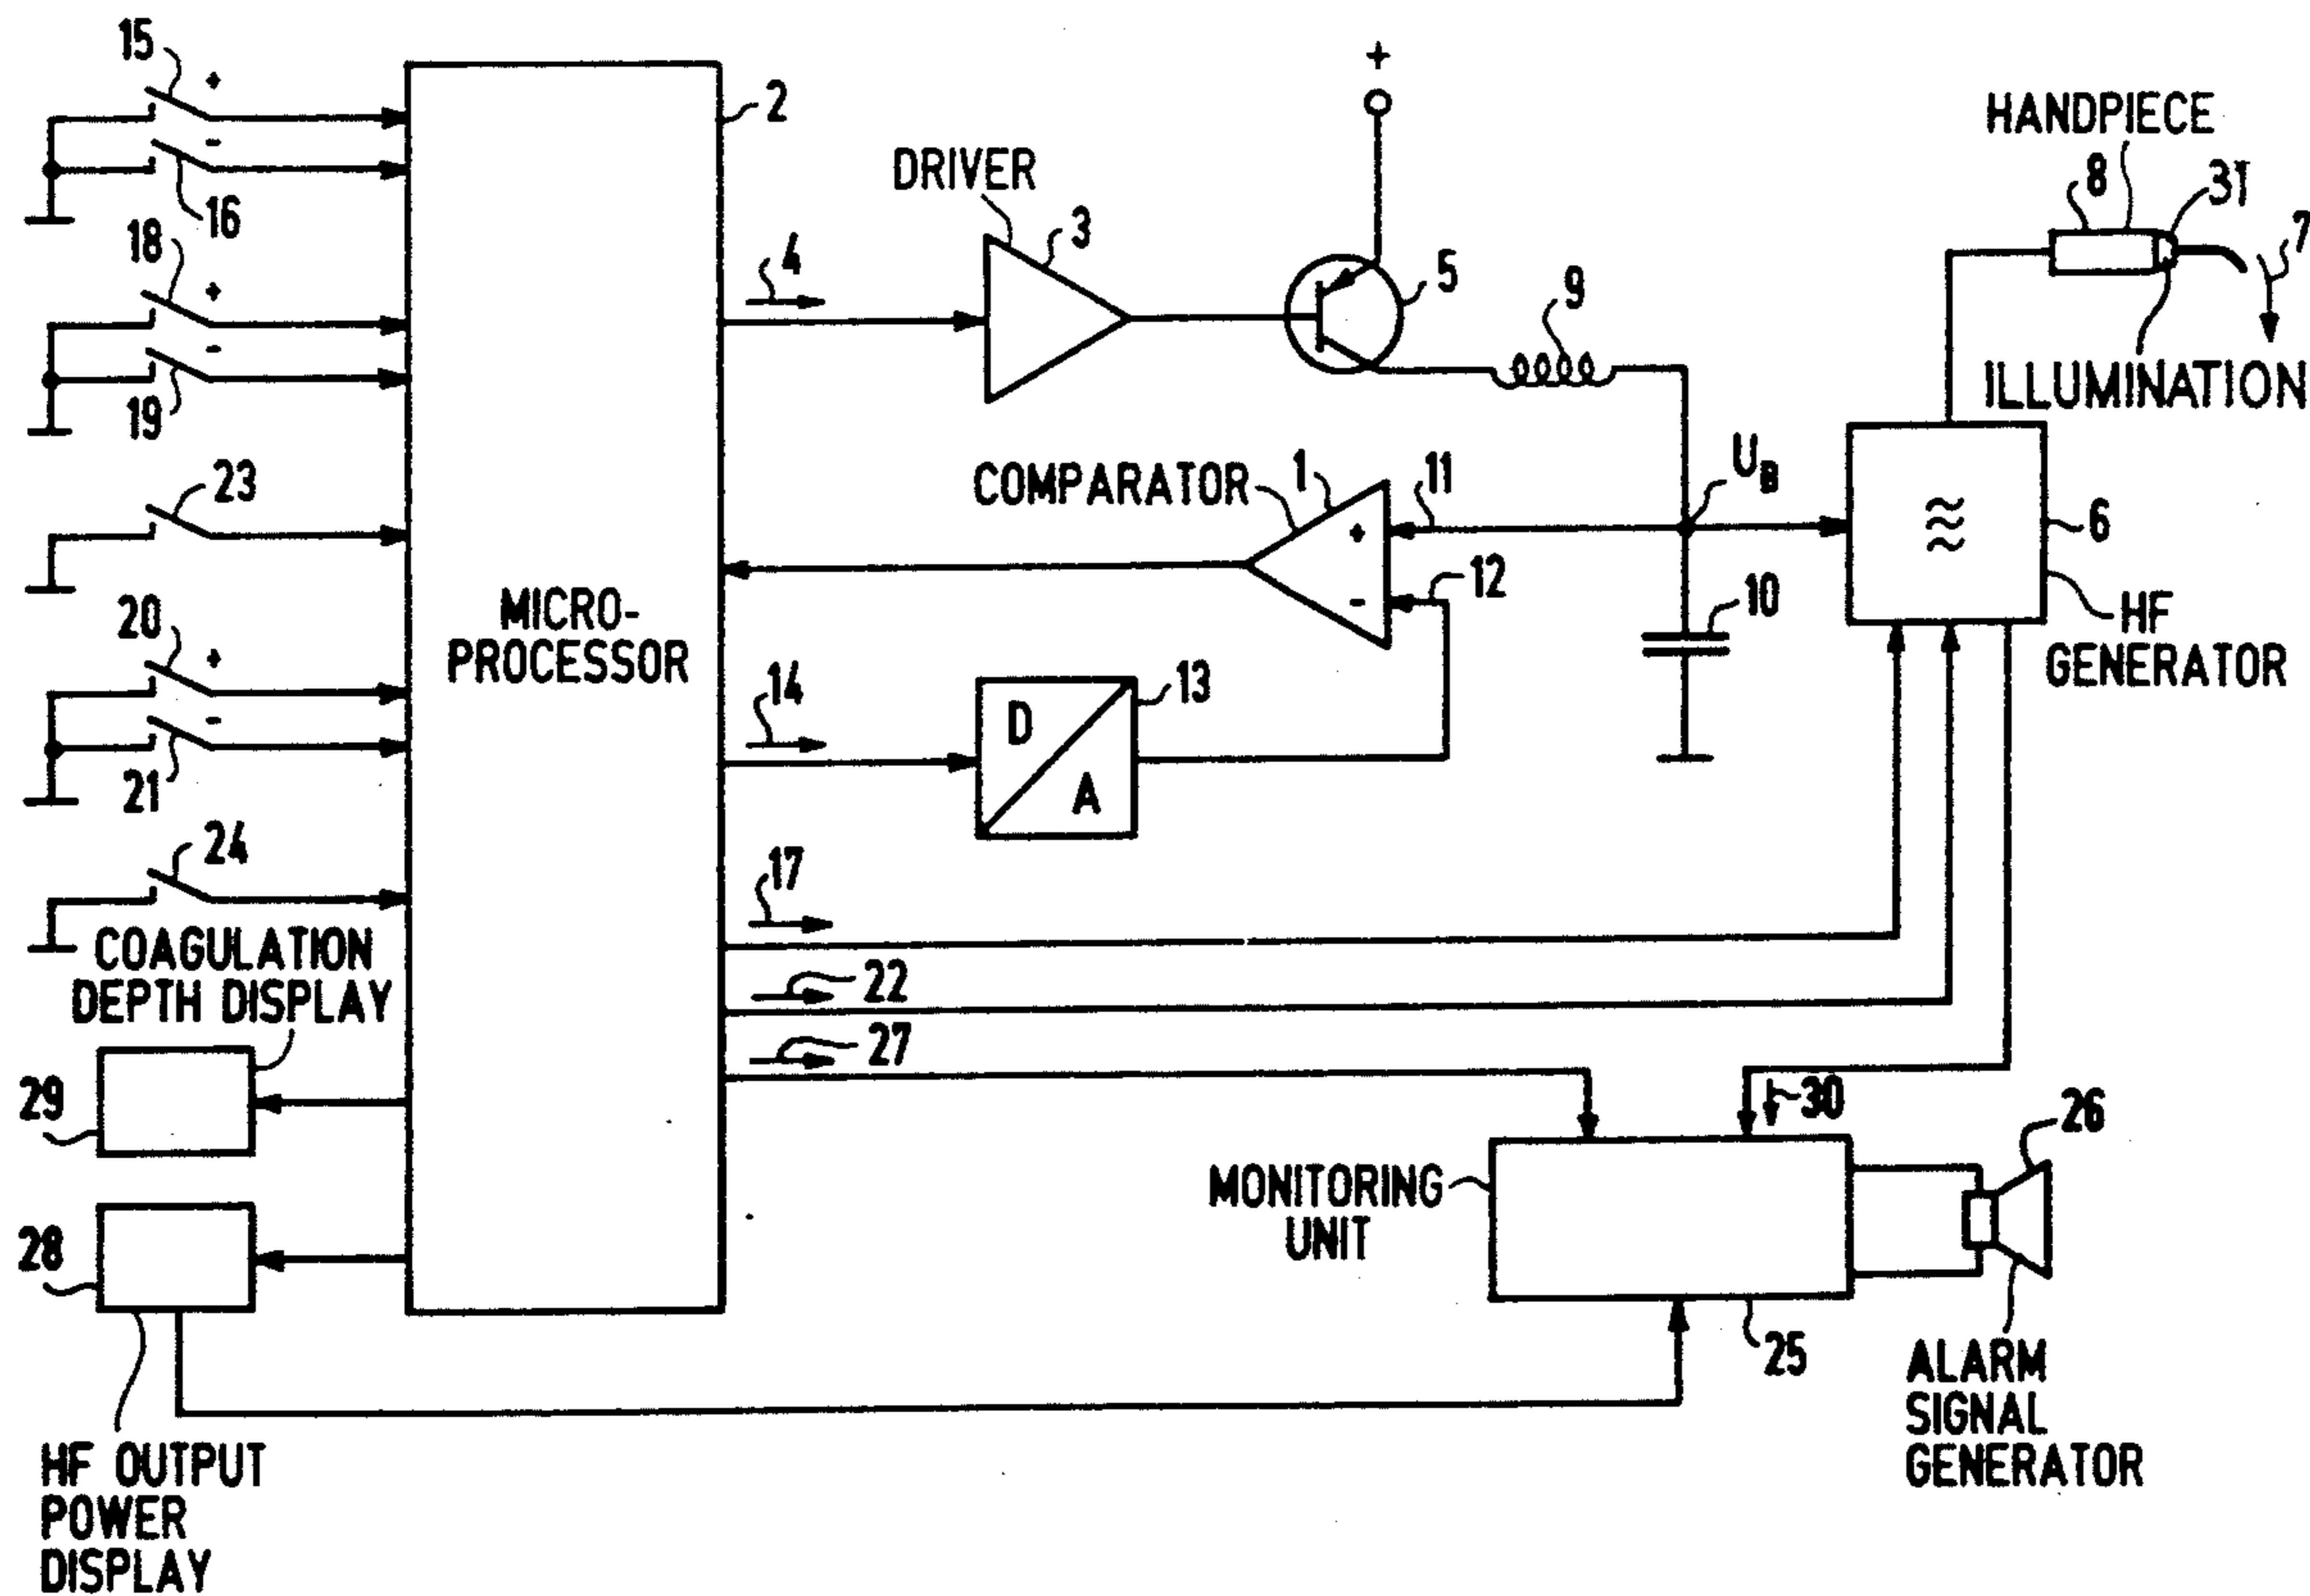 15
+
-
16
2
DRIVER
3
4
+
5
9
HANDPIECE
8
31
7
ILLUMINATION
18
+
-
19
23
COMPARATOR
1
11
U_B
+
-
12
10
6
HF
GENERATOR
MICRO-
PROCESSOR
20
+
-
21
14
D
A
13
24
17
22
27
COAGULATION
DEPTH DISPLAY
29
28
HF OUTPUT
POWER
DISPLAY
MONITORING
UNIT
30
26
25
ALARM
SIGNAL
GENERATOR